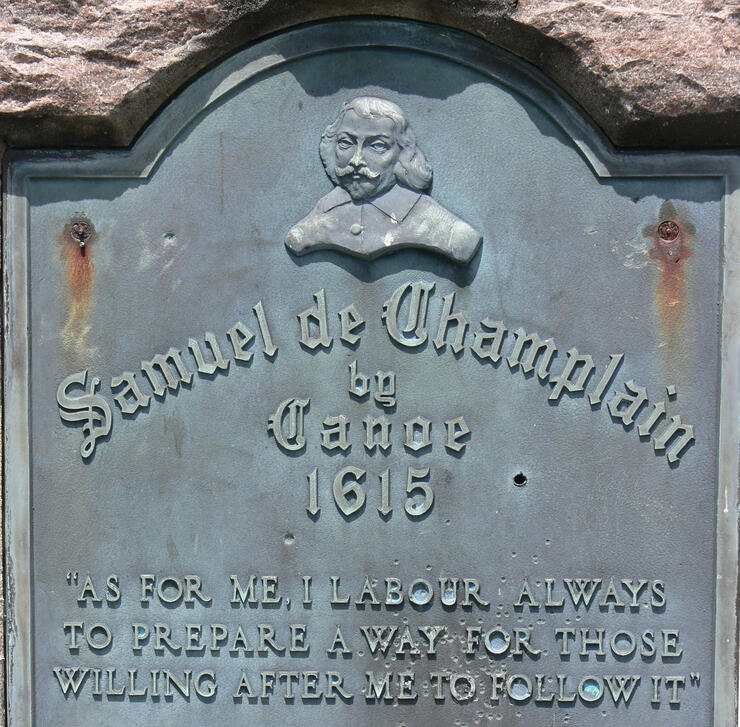 Samuel de Champlain
by
Canoe
1615
"AS FOR ME, I LABOUR ALWAYS
TO PREPARE A WAY FOR THOSE
WILLING AFTER ME TO FOLLOW IT"